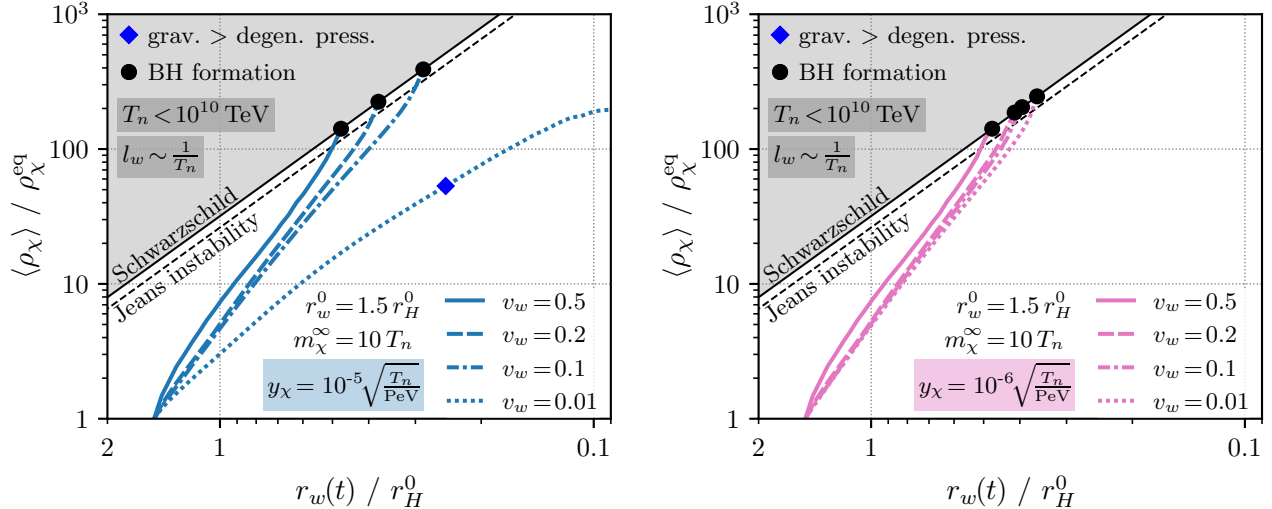 10³
100
10
1
⟨ρ_χ⟩ / ρ_χ^eq
grav. > degen. press.
BH formation
T_n < 10¹⁰ TeV
l_w ∼ 1/T_n
Schwarzschild
Jeans instability
r_w^0 = 1.5 r_H^0
m_χ^∞ = 10 T_n
y_χ = 10^-5 √(T_n/PeV)
v_w = 0.5
v_w = 0.2
v_w = 0.1
v_w = 0.01
2
1
0.1
r_w(t) / r_H^0
10³
100
10
1
⟨ρ_χ⟩ / ρ_χ^eq
grav. > degen. press.
BH formation
T_n < 10¹⁰ TeV
l_w ∼ 1/T_n
Schwarzschild
Jeans instability
r_w^0 = 1.5 r_H^0
m_χ^∞ = 10 T_n
y_χ = 10^-6 √(T_n/PeV)
v_w = 0.5
v_w = 0.2
v_w = 0.1
v_w = 0.01
2
1
0.1
r_w(t) / r_H^0